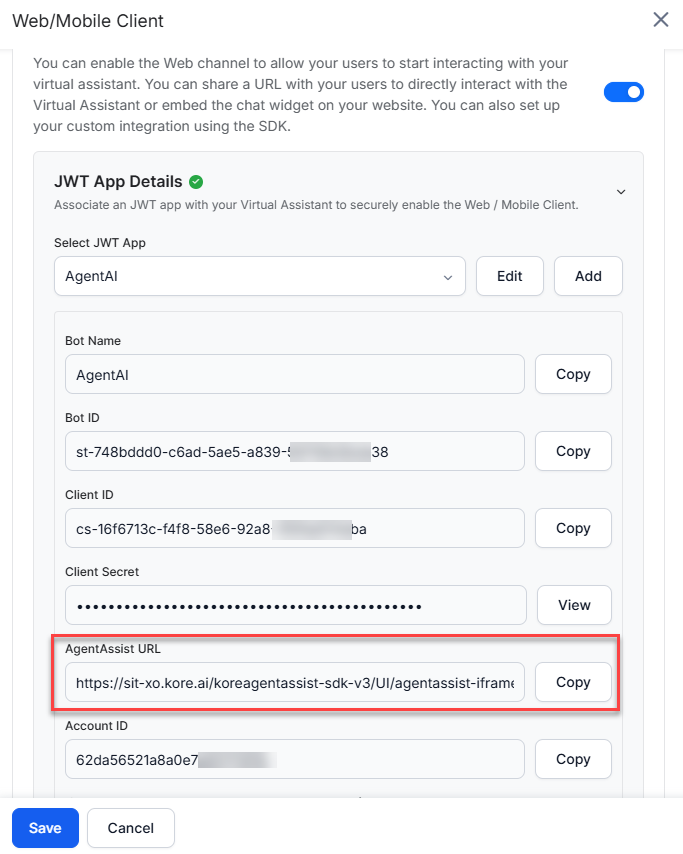 Web/Mobile Client
You can enable the Web channel to allow your users to start interacting with your
virtual assistant. You can share a URL with your users to directly interact with the
Virtual Assistant or embed the chat widget on your website. You can also set up
your custom integration using the SDK.
JWT App Details
Associate an JWT app with your Virtual Assistant to securely enable the Web / Mobile Client.
Select JWT App
AgentAI
Edit
Add
Bot Name
AgentAI
Copy
Bot ID
st-748bddd0-c6ad-5ae5-a839- 38
Copy
Client ID
cs-16f6713c-f4f8-58e6-92a8- ba
Copy
Client Secret
••••••••••••••••••••••••••••••••••••••••••••
View
AgentAssist URL
https://sit-xo.kore.ai/koreagentassist-sdk-v3/UI/agentassist-iframe
Copy
Account ID
62da56521a8a0e7
Copy
Save
Cancel